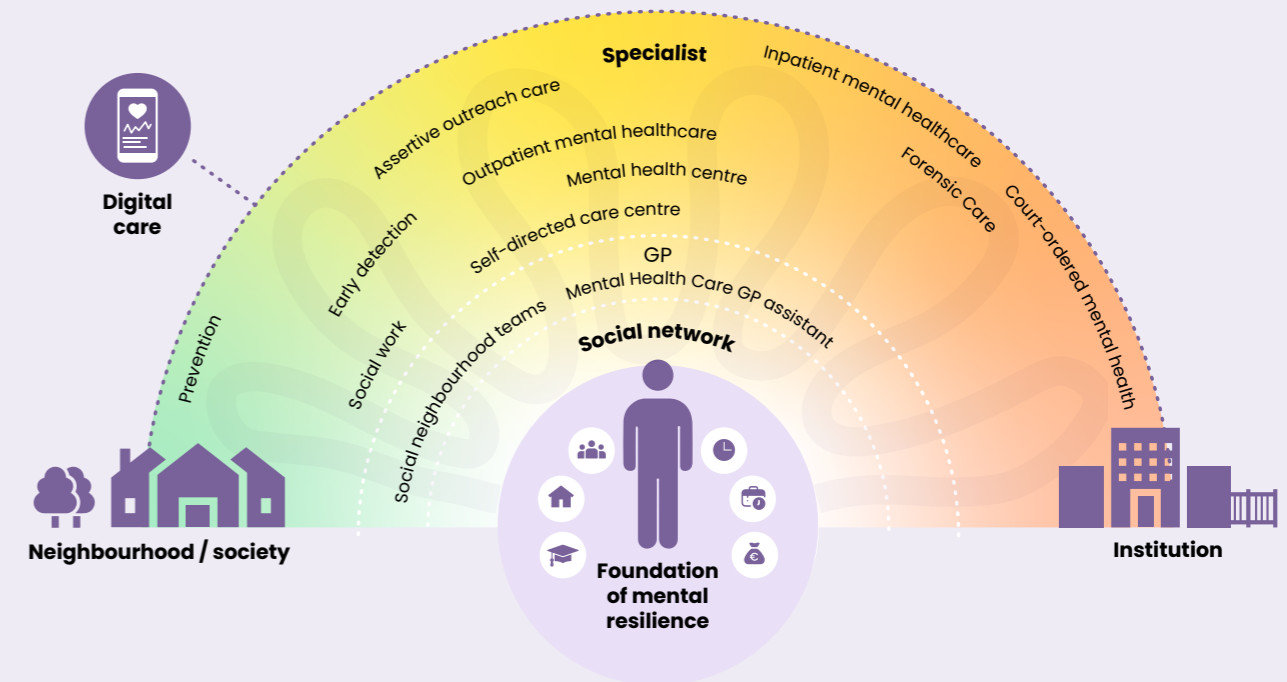 Specialist
Inpatient mental healthcare
Assertive outreach care
Outpatient mental healthcare
Forensic Care
Mental health centre
Court-ordered mental health
Digital
care
Self-directed care centre
Early detection
GP
Mental Health Care GP assistant
Social neighbourhood teams
Social work
Prevention
Social network
€
Neighbourhood / society
Institution
Foundation
of mental
resilience